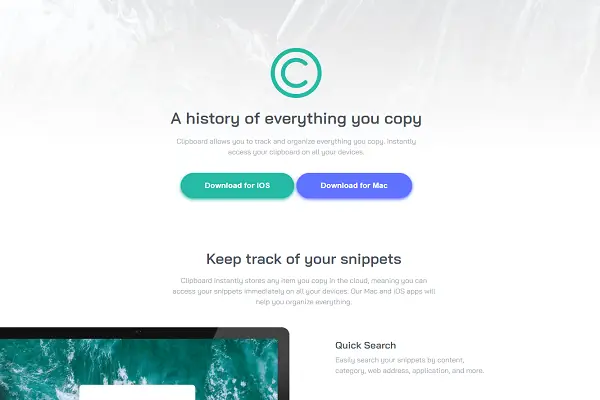 C
A history of everything you copy
Clipboard allows you to track and organize everything you copy. Instantly
access your clipboard on all your devices.
Download for iOS
Download for Mac
Keep track of your snippets
Clipboard instantly stores any item you copy in the cloud, meaning you can
access your snippets immediately on all your devices. Our Mac and iOS apps will
help you organize everything.
Quick Search
Easily search your snippets by content,
category, web address, application, and more.